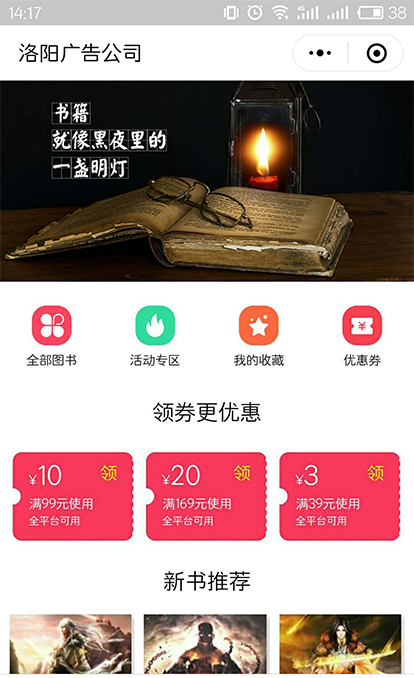 14:17
4G
38
洛阳广告公司
书籍
就像黑夜里的
一盏明灯
全部图书
活动专区
我的收藏
¥
优惠券
领券更优惠
¥10 领
满99元使用
全平台可用
¥20 领
满169元使用
全平台可用
¥3 领
满39元使用
全平台可用
新书推荐